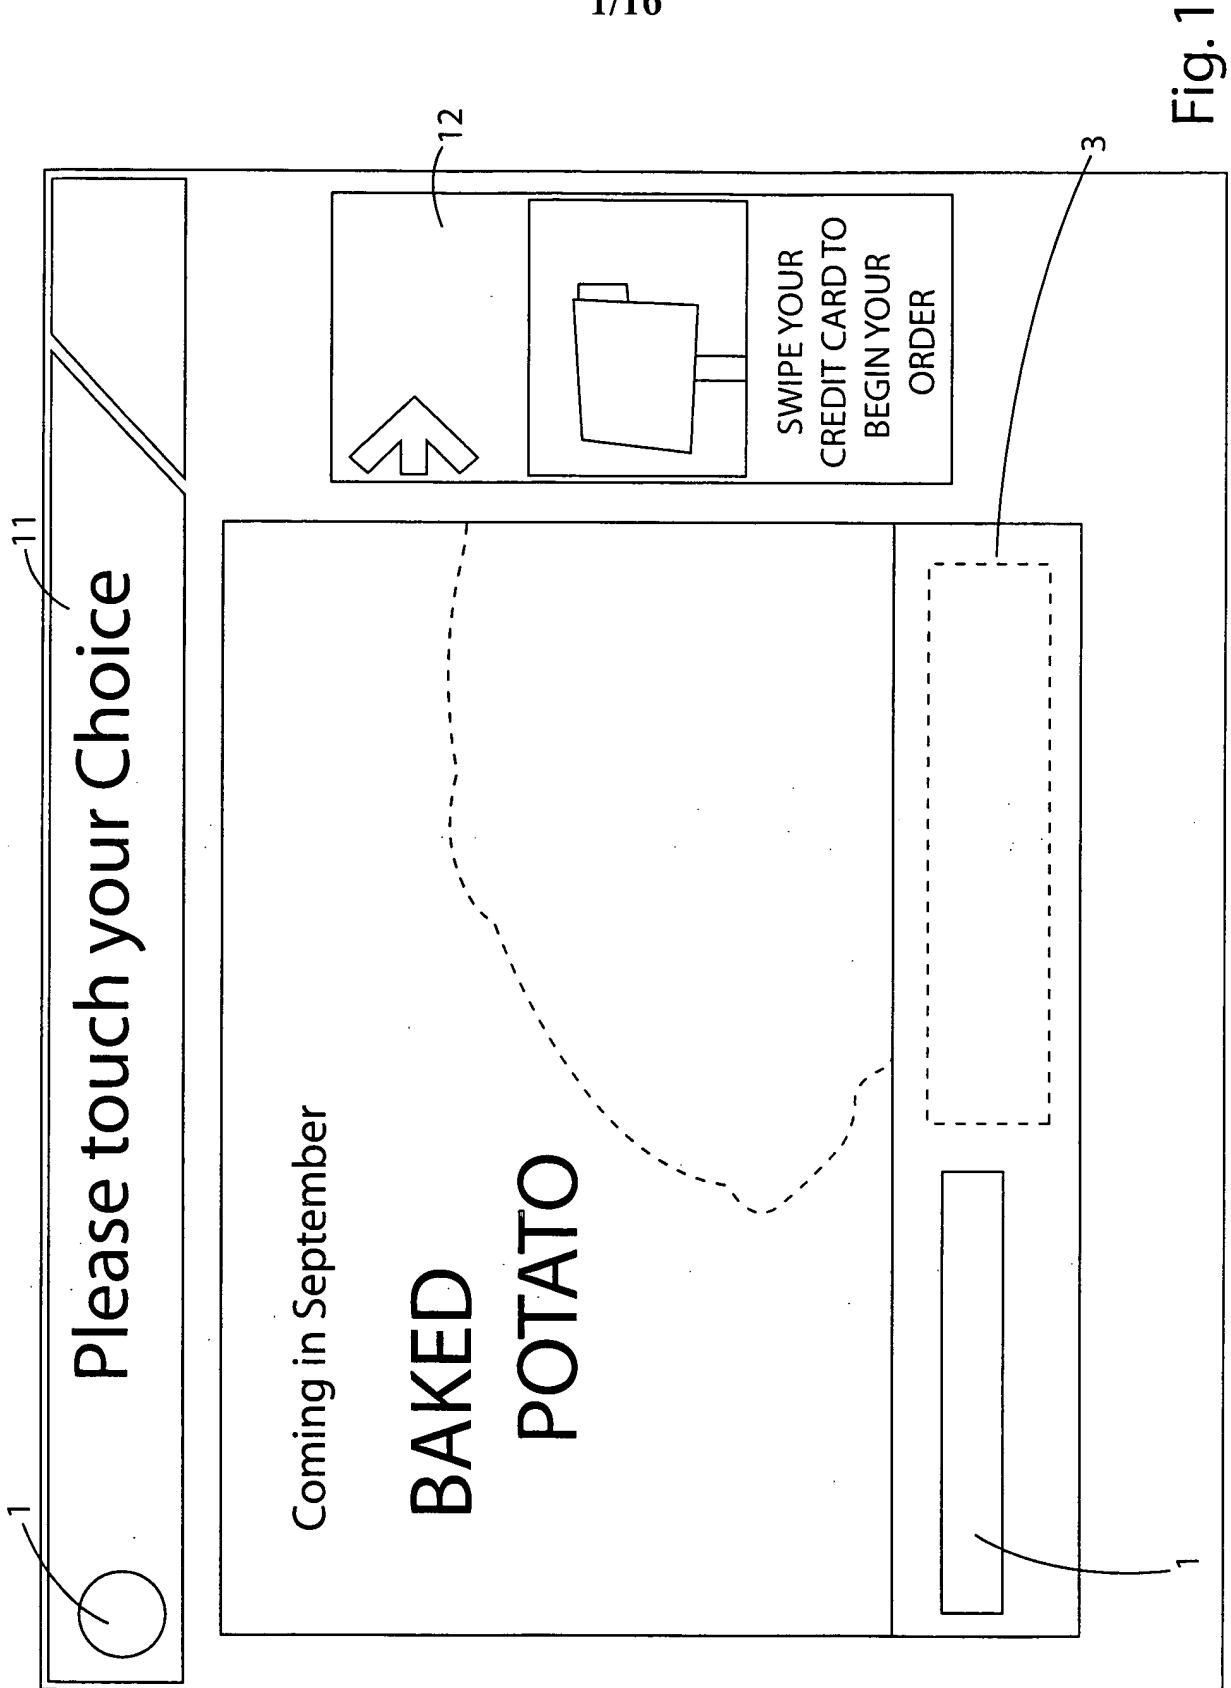 1/16
1
Please touch your Choice
11
Coming in September
BAKED
POTATO
12
SWIPE YOUR
CREDIT CARD TO
BEGIN YOUR
ORDER
1
3
Fig. 1